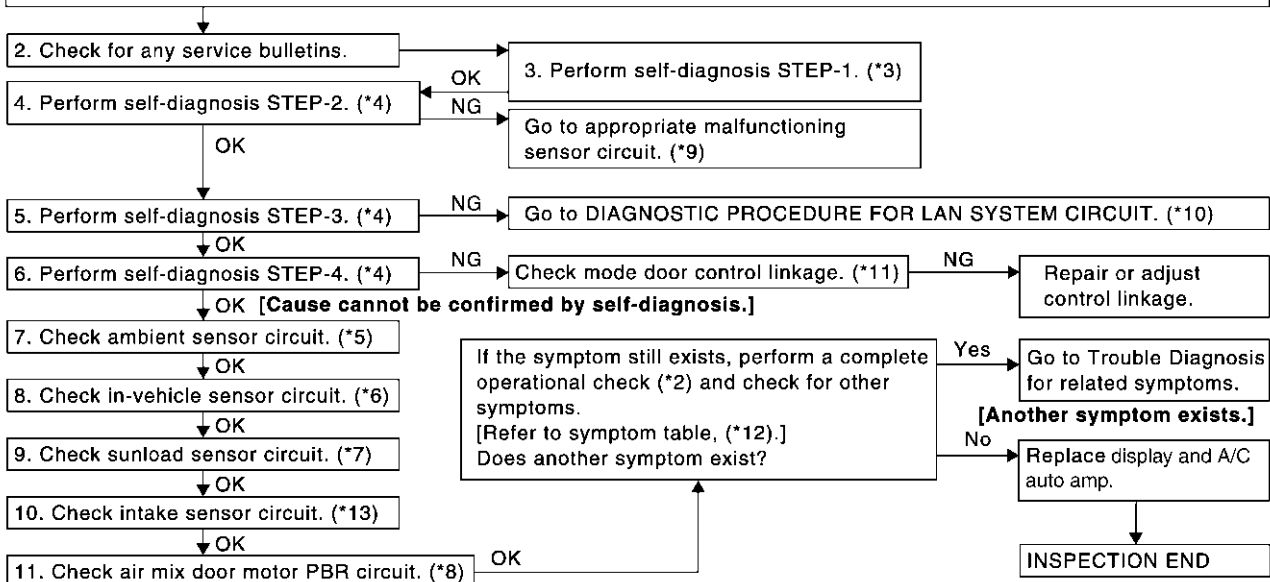 2. Check for any service bulletins.
3. Perform self-diagnosis STEP-1. (*3)
OK
4. Perform self-diagnosis STEP-2. (*4)
NG
Go to appropriate malfunctioning
sensor circuit. (*9)
OK
5. Perform self-diagnosis STEP-3. (*4)
NG
Go to DIAGNOSTIC PROCEDURE FOR LAN SYSTEM CIRCUIT. (*10)
OK
6. Perform self-diagnosis STEP-4. (*4)
NG
Check mode door control linkage. (*11)
NG
Repair or adjust
control linkage.
OK
[Cause cannot be confirmed by self-diagnosis.]
7. Check ambient sensor circuit. (*5)
OK
8. Check in-vehicle sensor circuit. (*6)
OK
9. Check sunload sensor circuit. (*7)
OK
10. Check intake sensor circuit. (*13)
OK
11. Check air mix door motor PBR circuit. (*8)
OK
If the symptom still exists, perform a complete
operational check (*2) and check for other
symptoms.
[Refer to symptom table, (*12).]
Does another symptom exist?
Yes
Go to Trouble Diagnosis
for related symptoms.
[Another symptom exists.]
No
Replace display and A/C
auto amp.
INSPECTION END